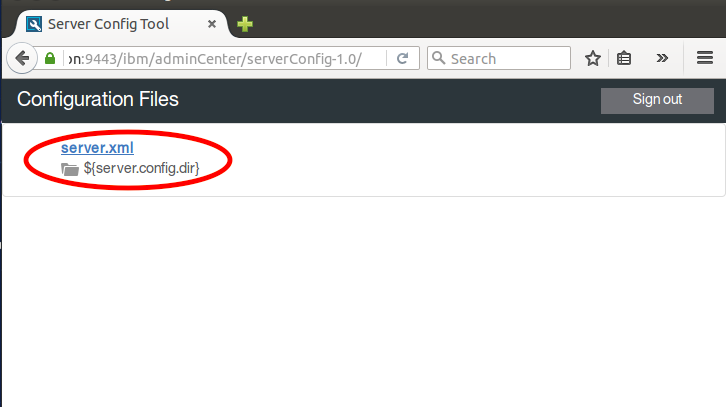 Server Config Tool
:9443/ibm/adminCenter/serverConfig-1.0/
Search
Configuration Files
Sign out
server.xml
${server.config.dir}